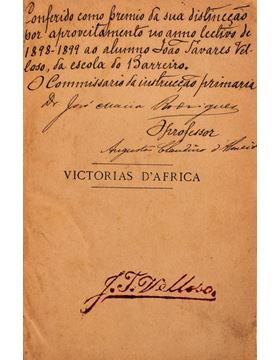 Conferido como premio da sua distincção
por aproveitamento no anno lectivo de
1898-1899 ao alumno João Tavares Vel-
loso, da escola do Barreiro.
O Commissario da instrucção primaria
Dr. José Maria Rodrigues
O professor
Augusto Claudino d'Almeida
VICTORIAS D'AFRICA
J. T. Velloso